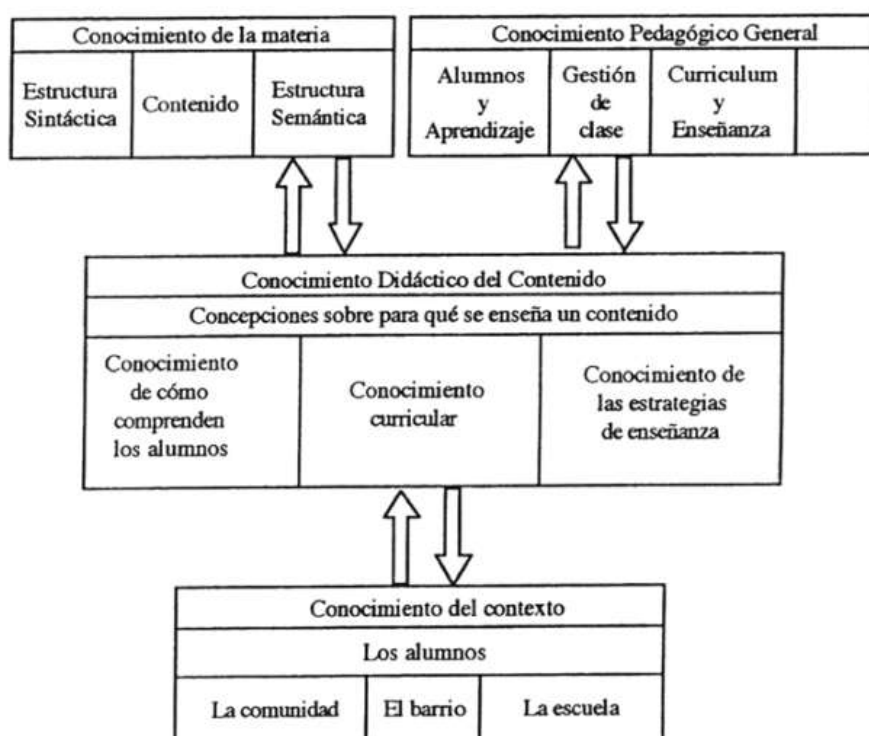 Conocimiento de la materia
Estructura
Sintáctica
Contenido
Estructura
Semántica
Conocimiento Pedagógico General
Alumnos
y
Aprendizaje
Gestión
de
clase
Curriculum
y
Enseñanza
Conocimiento Didáctico del Contenido
Concepciones sobre para qué se enseña un contenido
Conocimiento
de cómo
comprenden
los alumnos
Conocimiento
curricular
Conocimiento de
las estrategias
de enseñanza
Conocimiento del contexto
Los alumnos
La comunidad
El barrio
La escuela